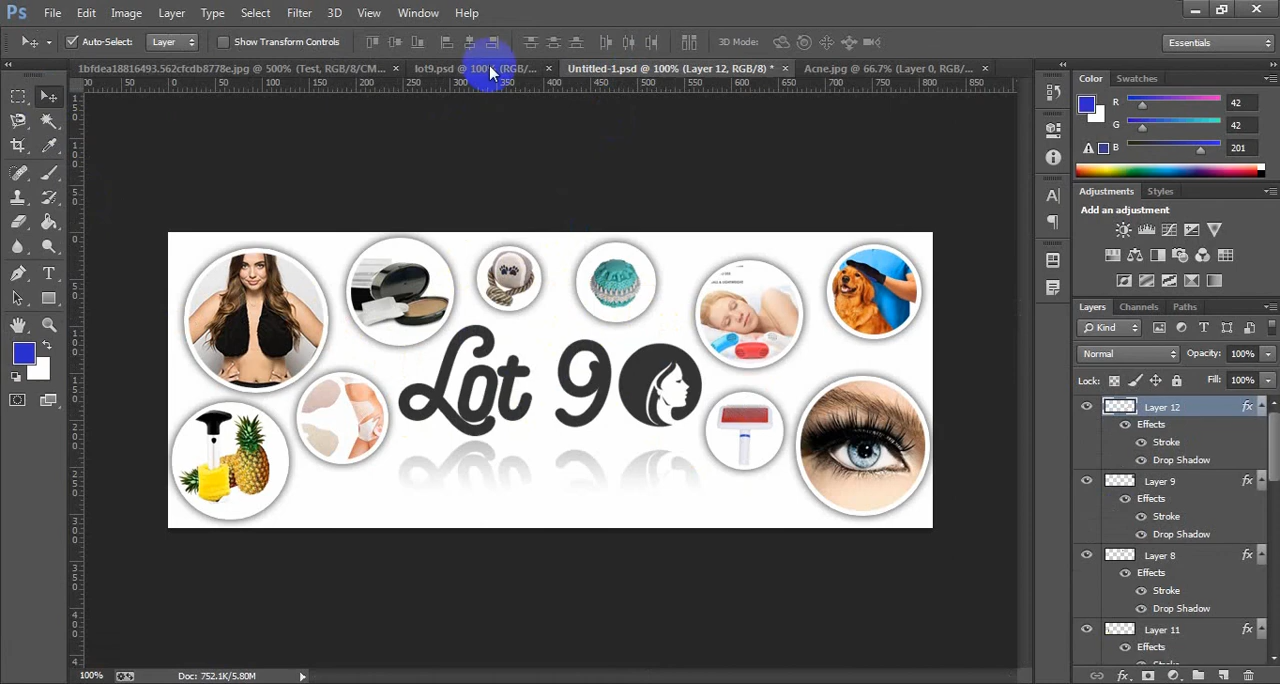 Ps File Edit Image Layer Type Select Filter 3D View Window Help
Auto-Select: Layer Show Transform Controls 3D Mode: Essentials
1bfdea18816493.562cfcdb8778e.jpg @ 500% (Test, RGB/8/CM... × lot9.psd @ 100% (RGB/... × Untitled-1.psd @ 100% (Layer 12, RGB/8) * × Acne.jpg @ 66.7% (Layer 0, RGB/... ×
Color Swatches
R 42
G 42
B 201
Adjustments Styles
Add an adjustment
Lot 9
Layers Channels Paths
Kind
Normal Opacity: 100%
Lock: Fill: 100%
Layer 12 fx
Effects
Stroke
Drop Shadow
Layer 9 fx
Effects
Stroke
Drop Shadow
Layer 8 fx
Effects
Stroke
Drop Shadow
Layer 11 fx
Effects
100% Doc: 752.1K/5.80M